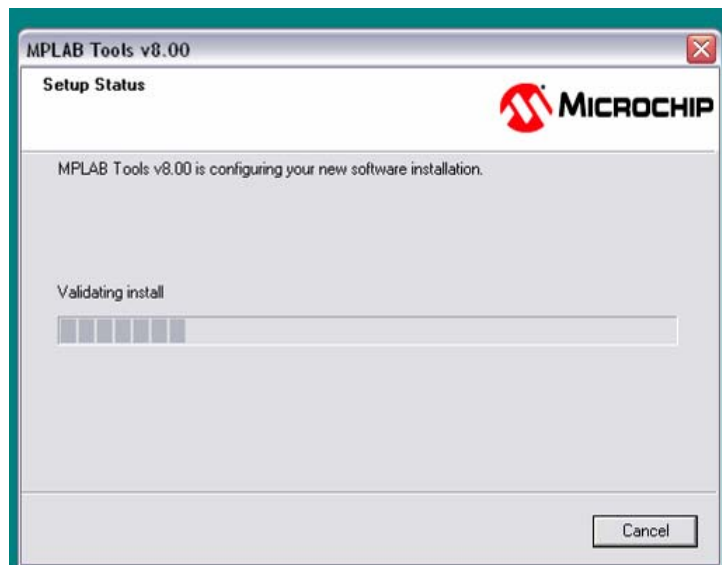 MPLAB Tools v8.00
Setup Status
MICROCHIP
MPLAB Tools v8.00 is configuring your new software installation.
Validating install
Cancel